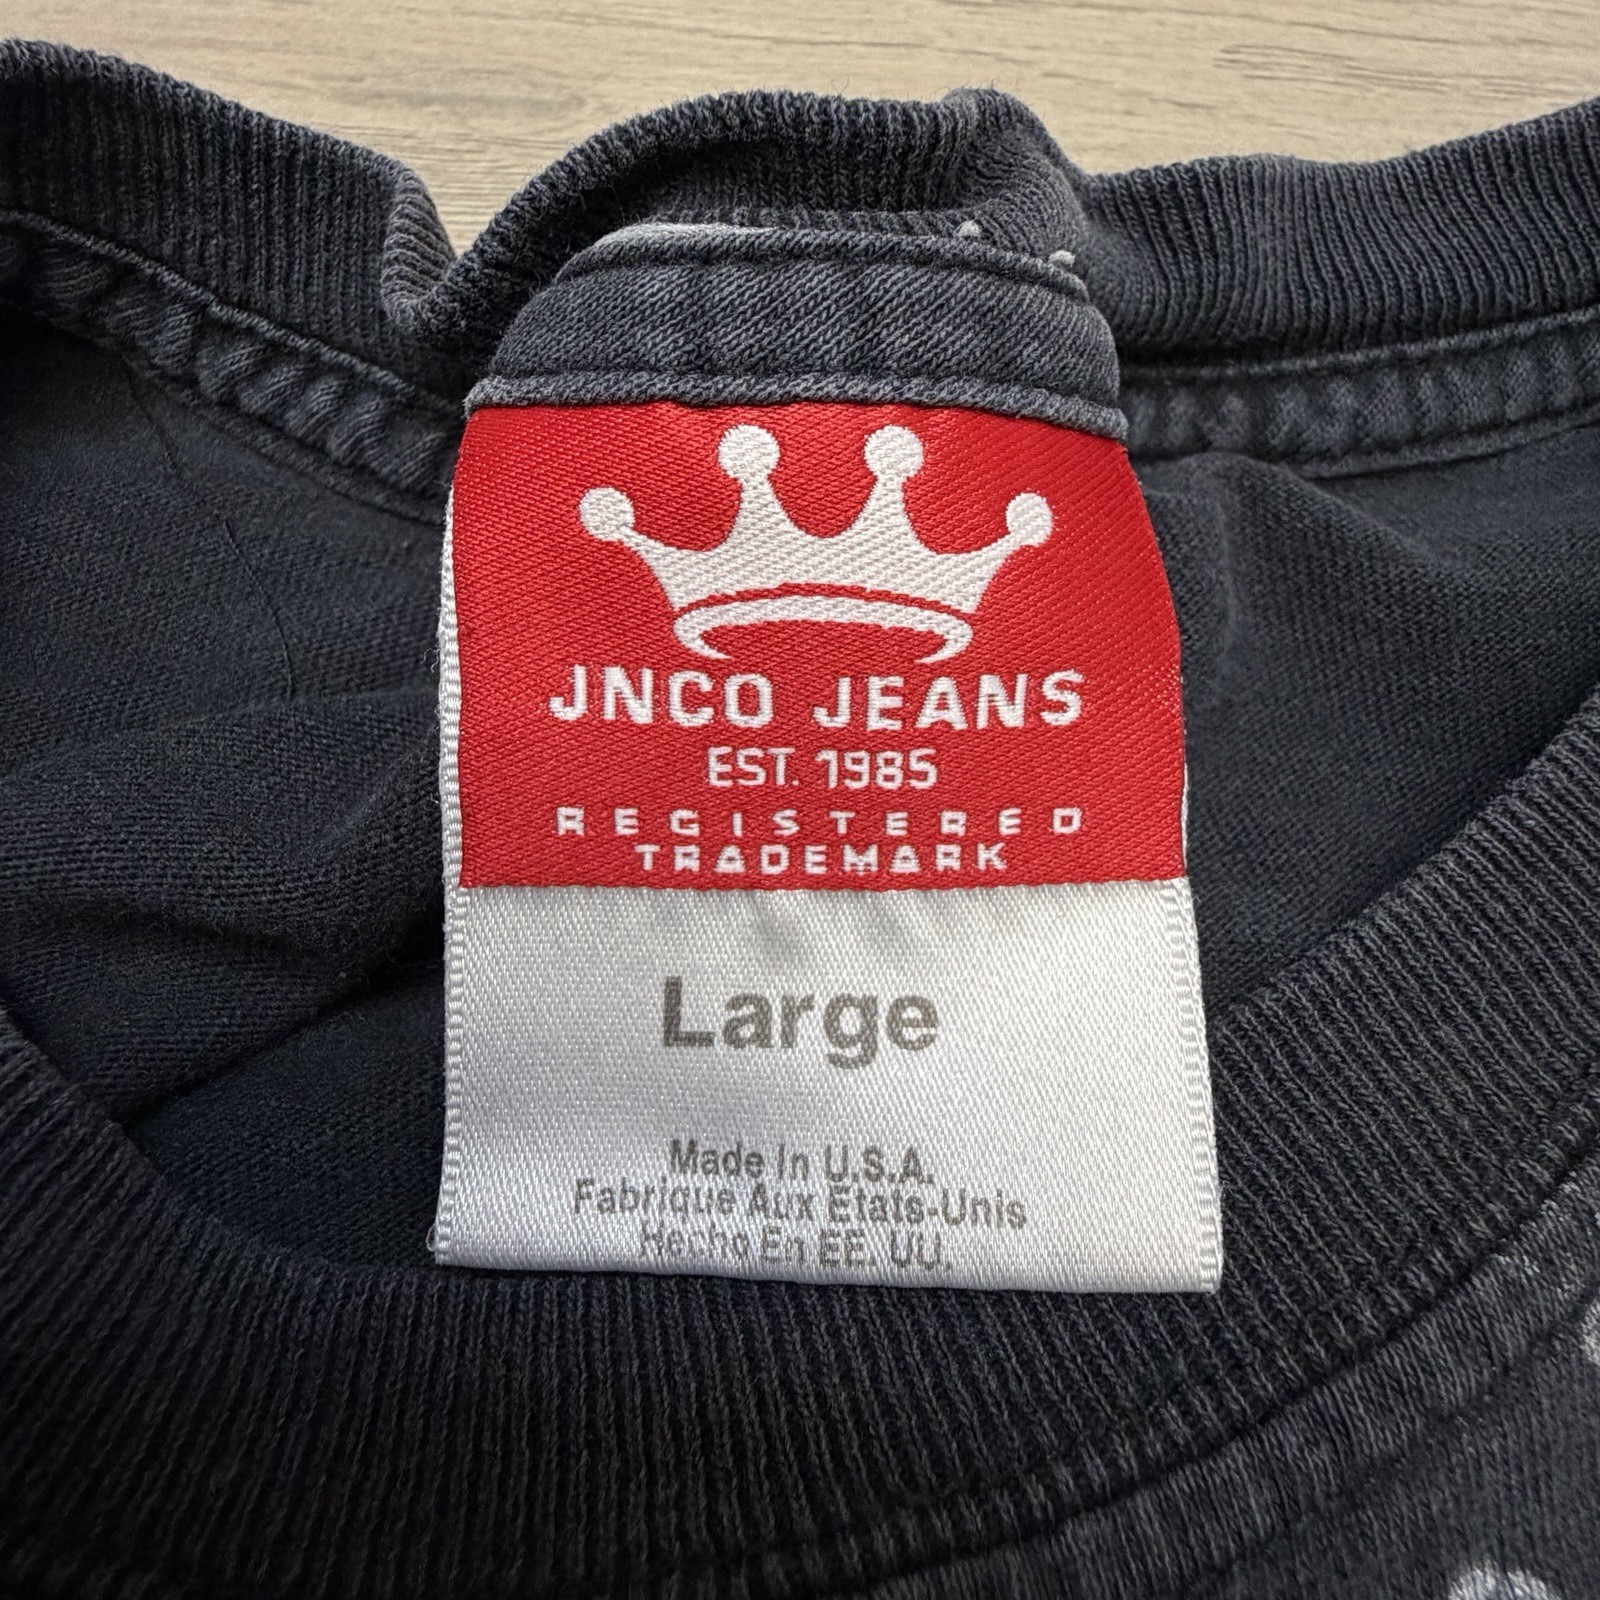 JNCO JEANS
EST. 1985
REGISTERED
TRADEMARK
Large
Made In U.S.A.
Fabrique Aux Etats-Unis
Hecho En EE. UU.